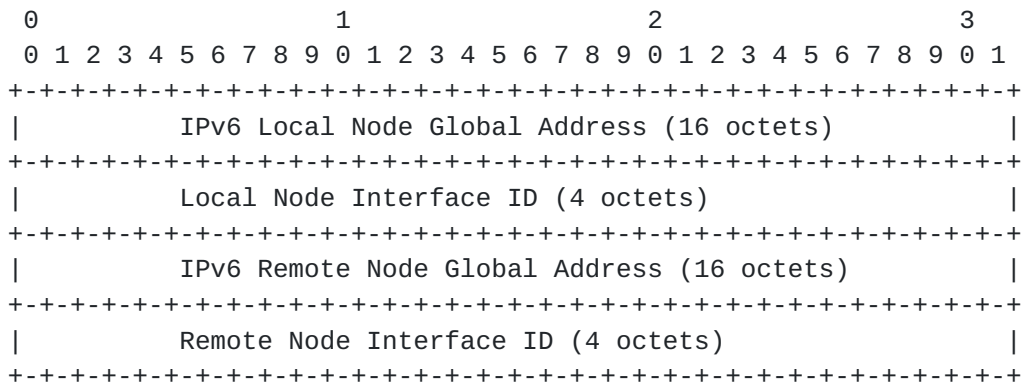 0                   1                   2                   3
0 1 2 3 4 5 6 7 8 9 0 1 2 3 4 5 6 7 8 9 0 1 2 3 4 5 6 7 8 9 0 1
+-+-+-+-+-+-+-+-+-+-+-+-+-+-+-+-+-+-+-+-+-+-+-+-+-+-+-+-+-+-+-+-+
|          IPv6 Local Node Global Address (16 octets)           |
+-+-+-+-+-+-+-+-+-+-+-+-+-+-+-+-+-+-+-+-+-+-+-+-+-+-+-+-+-+-+-+-+
|          Local Node Interface ID (4 octets)                   |
+-+-+-+-+-+-+-+-+-+-+-+-+-+-+-+-+-+-+-+-+-+-+-+-+-+-+-+-+-+-+-+-+
|          IPv6 Remote Node Global Address (16 octets)          |
+-+-+-+-+-+-+-+-+-+-+-+-+-+-+-+-+-+-+-+-+-+-+-+-+-+-+-+-+-+-+-+-+
|          Remote Node Interface ID (4 octets)                  |
+-+-+-+-+-+-+-+-+-+-+-+-+-+-+-+-+-+-+-+-+-+-+-+-+-+-+-+-+-+-+-+-+